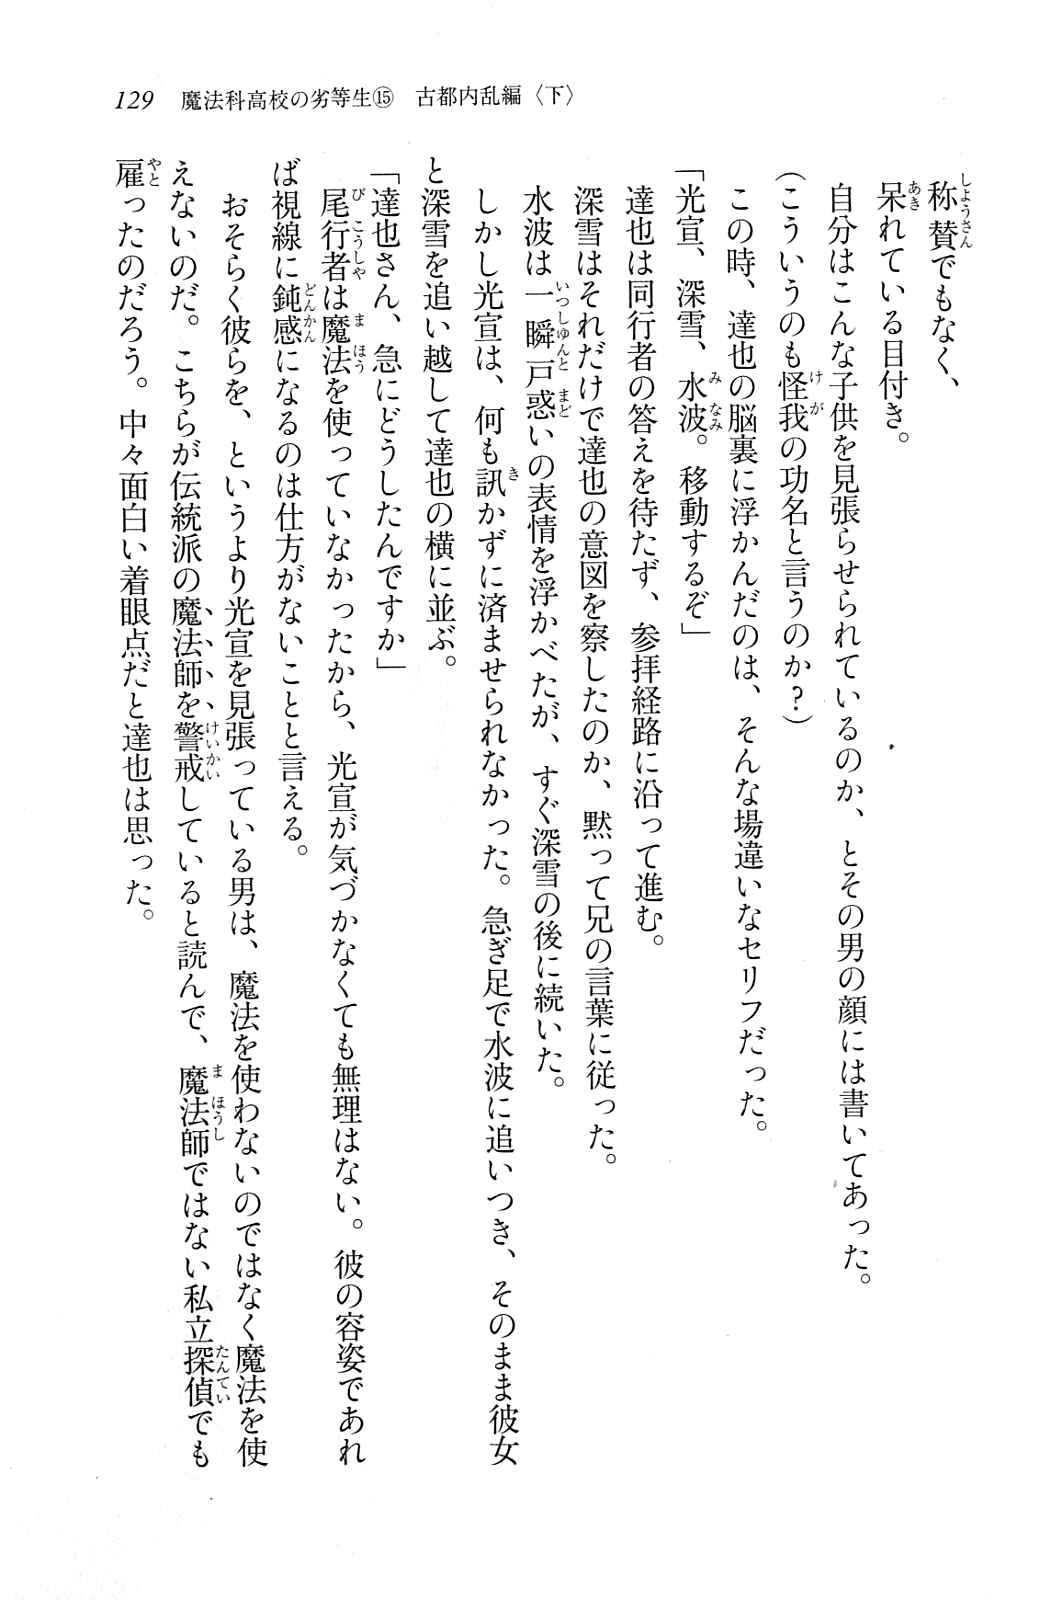 129 魔法科高校の劣等生⑮ 古都内乱編〈下〉
称賛でもなく、
呆れている目付き。
自分はこんな子供を見張らせられているのか、とその男の顔には書いてあった。
(こういうのも怪我の功名と言うのか？)
この時、達也の脳裏に浮かんだのは、そんな場違いなセリフだった。
「光宣、深雪、水波。移動するぞ」
達也は同行者の答えを待たず、参拝経路に沿って進む。
深雪はそれだけで達也の意図を察したのか、黙って兄の言葉に従った。
水波は一瞬戸惑いの表情を浮かべたが、すぐ深雪の後に続いた。
しかし光宣は、何も訊かずに済ませられなかった。急ぎ足で水波に追いつき、そのまま彼女
と深雪を追い越して達也の横に並ぶ。
「達也さん、急にどうしたんですか」
尾行者は魔法を使っていなかったから、光宣が気づかなくても無理はない。彼の容姿であれ
ば視線に鈍感になるのは仕方がないことと言える。
おそらく彼らを、というより光宣を見張っている男は、魔法を使わないのではなく魔法を使
えないのだ。こちらが伝統派の魔法師を警戒していると読んで、魔法師ではない私立探偵でも
雇ったのだろう。中々面白い着眼点だと達也は思った。